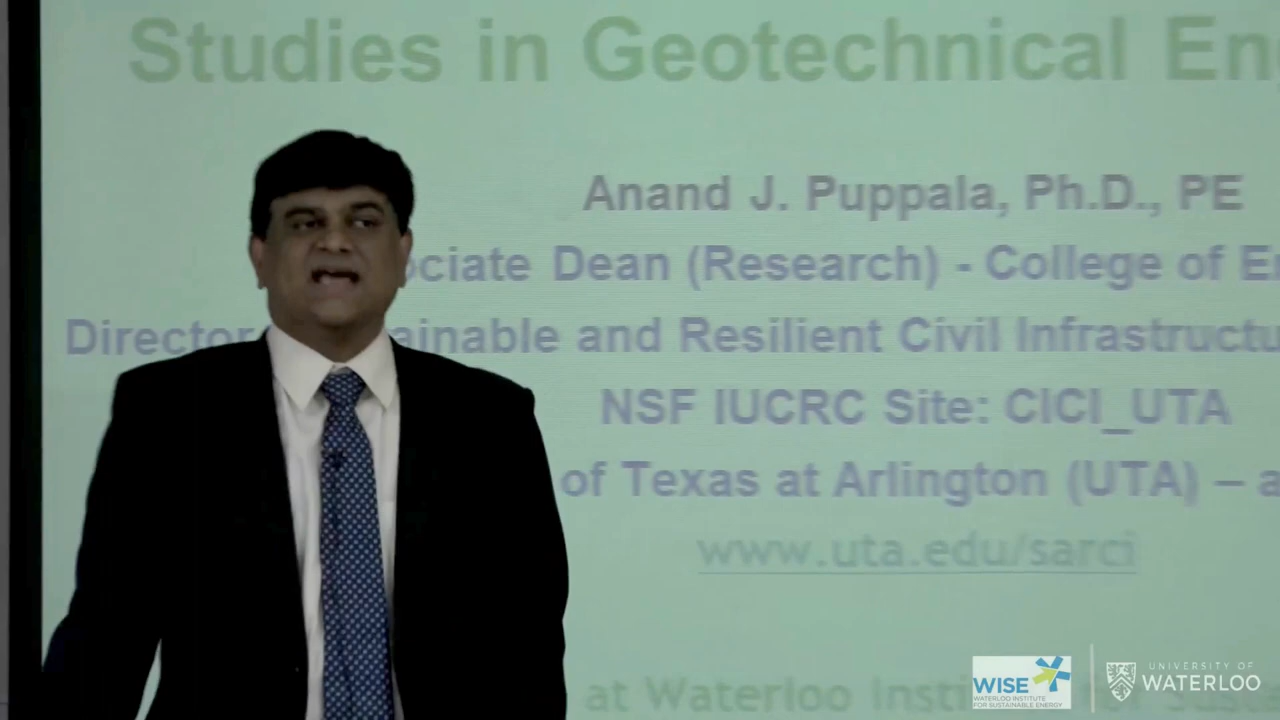 Studies in Geotechnical En
Anand J. Puppala, Ph.D., PE
ociate Dean (Research) - College of En
Director ainable and Resilient Civil Infrastructu
NSF IUCRC Site: CICI_UTA
of Texas at Arlington (UTA) – a
www.uta.edu/sarci
at Waterloo Insti
WISE
WATERLOO INSTITUTE
FOR SUSTAINABLE ENERGY
UNIVERSITY OF
WATERLOO